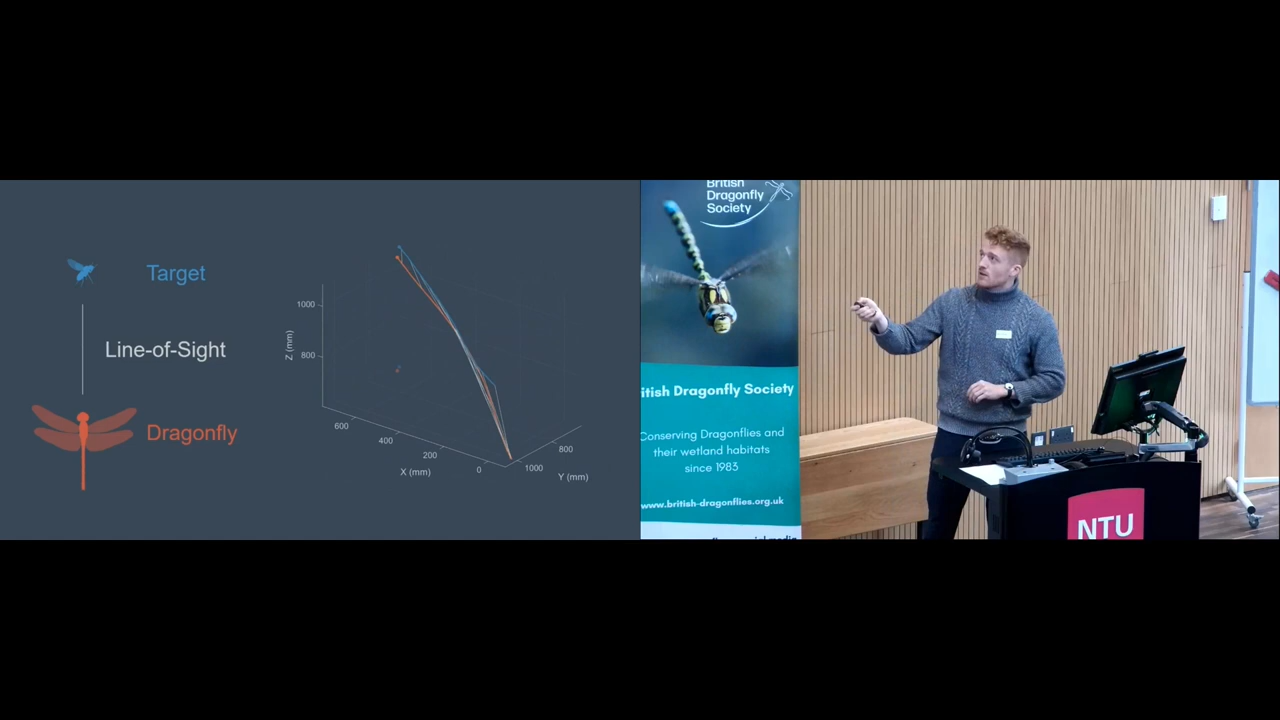 Target
Line-of-Sight
Dragonfly
Z (mm)
1000
800
600
400
200
0
X (mm)
1000
800
Y (mm)
British
Dragonfly
Society
itish Dragonfly Society
Conserving Dragonflies and
their wetland habitats
since 1983
www.british-dragonflies.org.uk
NTU